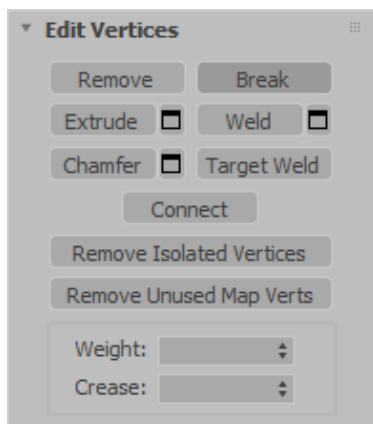 Edit Vertices
Remove Break
Extrude Weld
Chamfer Target Weld
Connect
Remove Isolated Vertices
Remove Unused Map Verts
Weight:
Crease: